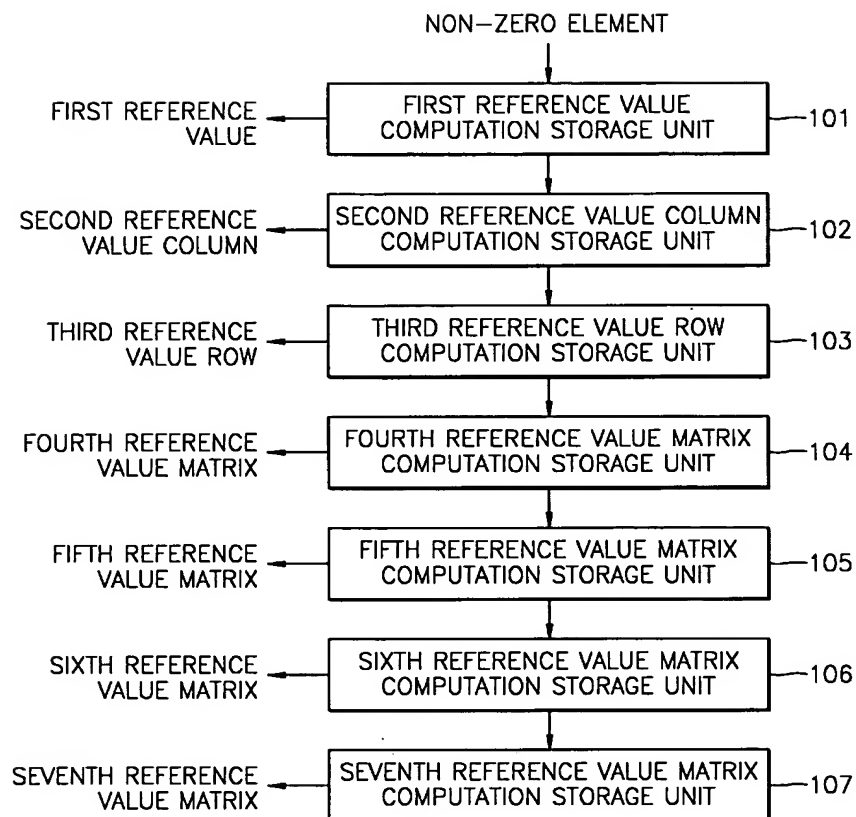 NON-ZERO ELEMENT
FIRST REFERENCE
VALUE
FIRST REFERENCE VALUE
COMPUTATION STORAGE UNIT
101
SECOND REFERENCE
VALUE COLUMN
SECOND REFERENCE VALUE COLUMN
COMPUTATION STORAGE UNIT
102
THIRD REFERENCE
VALUE ROW
THIRD REFERENCE VALUE ROW
COMPUTATION STORAGE UNIT
103
FOURTH REFERENCE
VALUE MATRIX
FOURTH REFERENCE VALUE MATRIX
COMPUTATION STORAGE UNIT
104
FIFTH REFERENCE
VALUE MATRIX
FIFTH REFERENCE VALUE MATRIX
COMPUTATION STORAGE UNIT
105
SIXTH REFERENCE
VALUE MATRIX
SIXTH REFERENCE VALUE MATRIX
COMPUTATION STORAGE UNIT
106
SEVENTH REFERENCE
VALUE MATRIX
SEVENTH REFERENCE VALUE MATRIX
COMPUTATION STORAGE UNIT
107